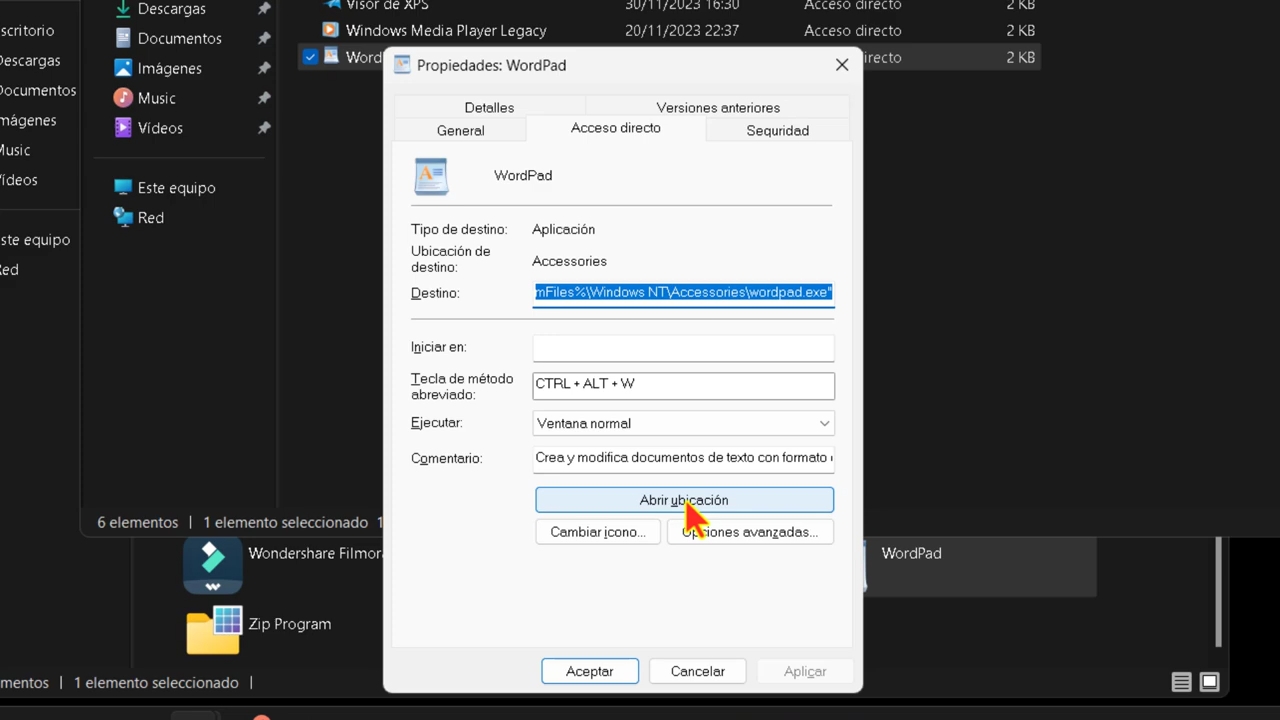 Descargas
Documentos
Imágenes
Music
Vídeos
Este equipo
Red
scritorio
Descargas
Documentos
mágenes
Music
ídeos
ste equipo
Red
Visor de XPS 30/11/2023 16:30 Acceso directo 2 KB
Windows Media Player Legacy 20/11/2023 22:37 Acceso directo 2 KB
Word ecto 2 KB
Propiedades: WordPad
Detalles Versiones anteriores
General Acceso directo Seguridad
WordPad
Tipo de destino: Aplicación
Ubicación de destino: Accessories
Destino: mFiles%\Windows NT\Accessories\wordpad.exe"
Iniciar en:
Tecla de método abreviado: CTRL + ALT + W
Ejecutar: Ventana normal
Comentario: Crea y modifica documentos de texto con formato
Abrir ubicación
Cambiar icono... Opciones avanzadas...
Aceptar Cancelar Aplicar
6 elementos 1 elemento seleccionado 1
Wondershare Filmora
WordPad
Zip Program
mentos 1 elemento seleccionado